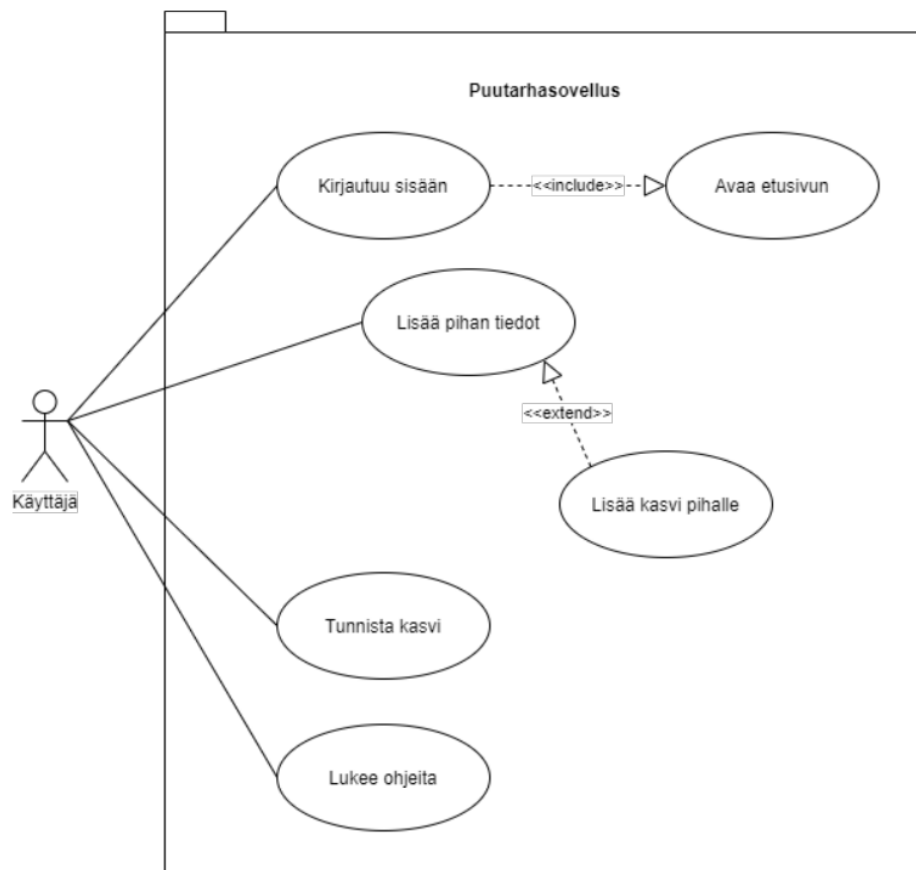 Puutarhasovellus
Kirjautuu sisään
<<include>>
Avaa etusivun
Lisää pihan tiedot
<<extend>>
Käyttäjä
Lisää kasvi pihalle
Tunnista kasvi
Lukee ohjeita